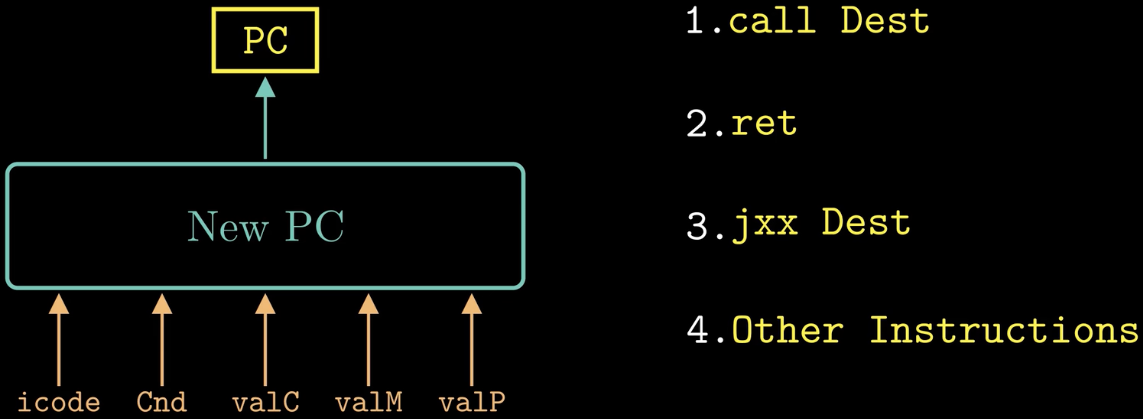 PC
New PC
icode Cnd valC valM valP
1.call Dest
2.ret
3.jxx Dest
4.Other Instructions